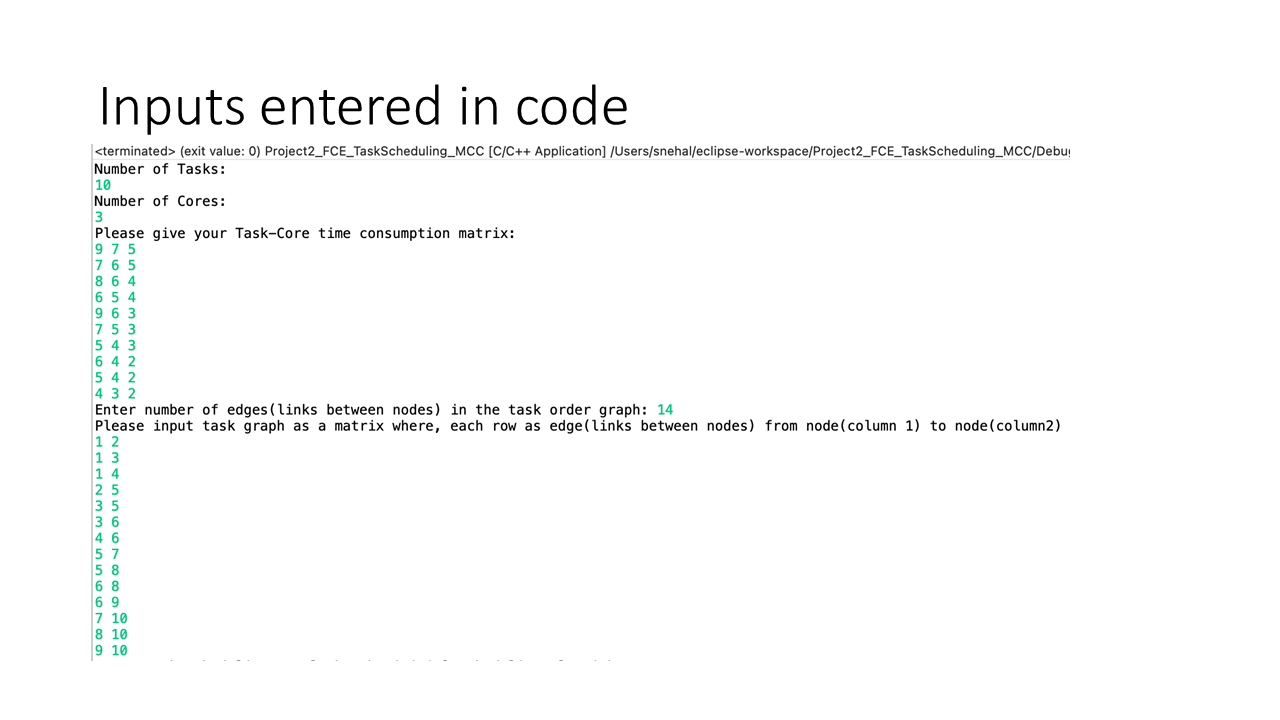 Inputs entered in code
<terminated> (exit value: 0) Project2_FCE_TaskScheduling_MCC [C/C++ Application] /Users/snehal/eclipse-workspace/Project2_FCE_TaskScheduling_MCC/Debug
Number of Tasks:
10
Number of Cores:
3
Please give your Task-Core time consumption matrix:
9 7 5
7 6 5
8 6 4
6 5 4
9 6 3
7 5 3
5 4 3
6 4 2
5 4 2
4 3 2
Enter number of edges(links between nodes) in the task order graph: 14
Please input task graph as a matrix where, each row as edge(links between nodes) from node(column 1) to node(column2)
1 2
1 3
1 4
2 5
3 5
3 6
4 6
5 7
5 8
6 8
6 9
7 10
8 10
9 10